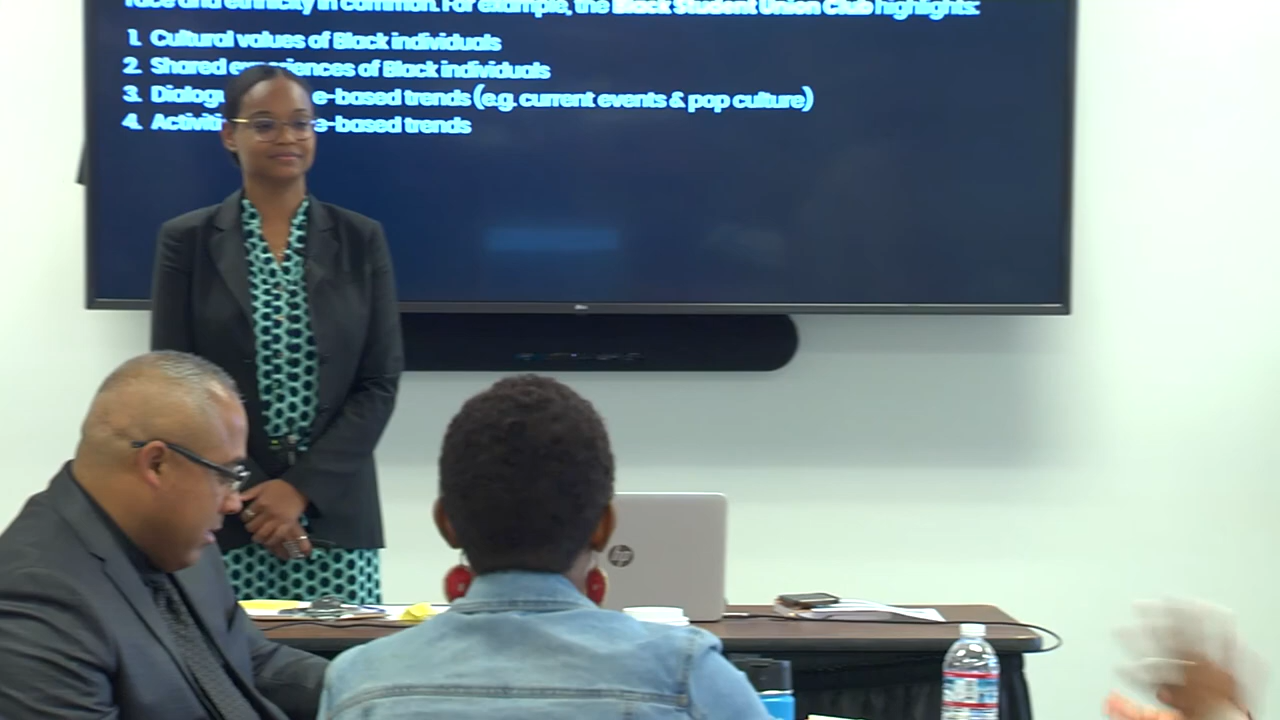 race and ethnicity in common. For example, the Black Student Union Club highlights:
1. Cultural values of Black individuals
2. Shared experiences of Black individuals
3. Dialogu e-based trends (e.g. current events & pop culture)
4. Activiti e-based trends
hp